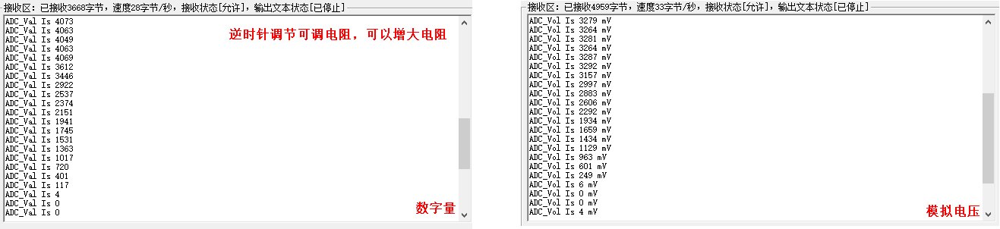 接收区：已接收3668字节，速度28字节/秒，接收状态[允许]，输出文本状态[已停止]
ADC_Val Is 4073
ADC_Val Is 4063
ADC_Val Is 4049
ADC_Val Is 4063
ADC_Val Is 4069
ADC_Val Is 3612
ADC_Val Is 3446
ADC_Val Is 2922
ADC_Val Is 2537
ADC_Val Is 2374
ADC_Val Is 2151
ADC_Val Is 1941
ADC_Val Is 1745
ADC_Val Is 1531
ADC_Val Is 1363
ADC_Val Is 1017
ADC_Val Is 720
ADC_Val Is 401
ADC_Val Is 117
ADC_Val Is 4
ADC_Val Is 0
ADC_Val Is 0
逆时针调节可调电阻，可以增大电阻
数字量
接收区：已接收4959字节，速度33字节/秒，接收状态[允许]，输出文本状态[已停止]
ADC_Vol Is 3279 mV
ADC_Vol Is 3264 mV
ADC_Vol Is 3281 mV
ADC_Vol Is 3264 mV
ADC_Vol Is 3287 mV
ADC_Vol Is 3292 mV
ADC_Vol Is 3157 mV
ADC_Vol Is 2997 mV
ADC_Vol Is 2883 mV
ADC_Vol Is 2606 mV
ADC_Vol Is 2292 mV
ADC_Vol Is 1934 mV
ADC_Vol Is 1659 mV
ADC_Vol Is 1434 mV
ADC_Vol Is 1129 mV
ADC_Vol Is 963 mV
ADC_Vol Is 601 mV
ADC_Vol Is 249 mV
ADC_Vol Is 6 mV
ADC_Vol Is 0 mV
ADC_Vol Is 0 mV
ADC_Vol Is 4 mV
模拟电压